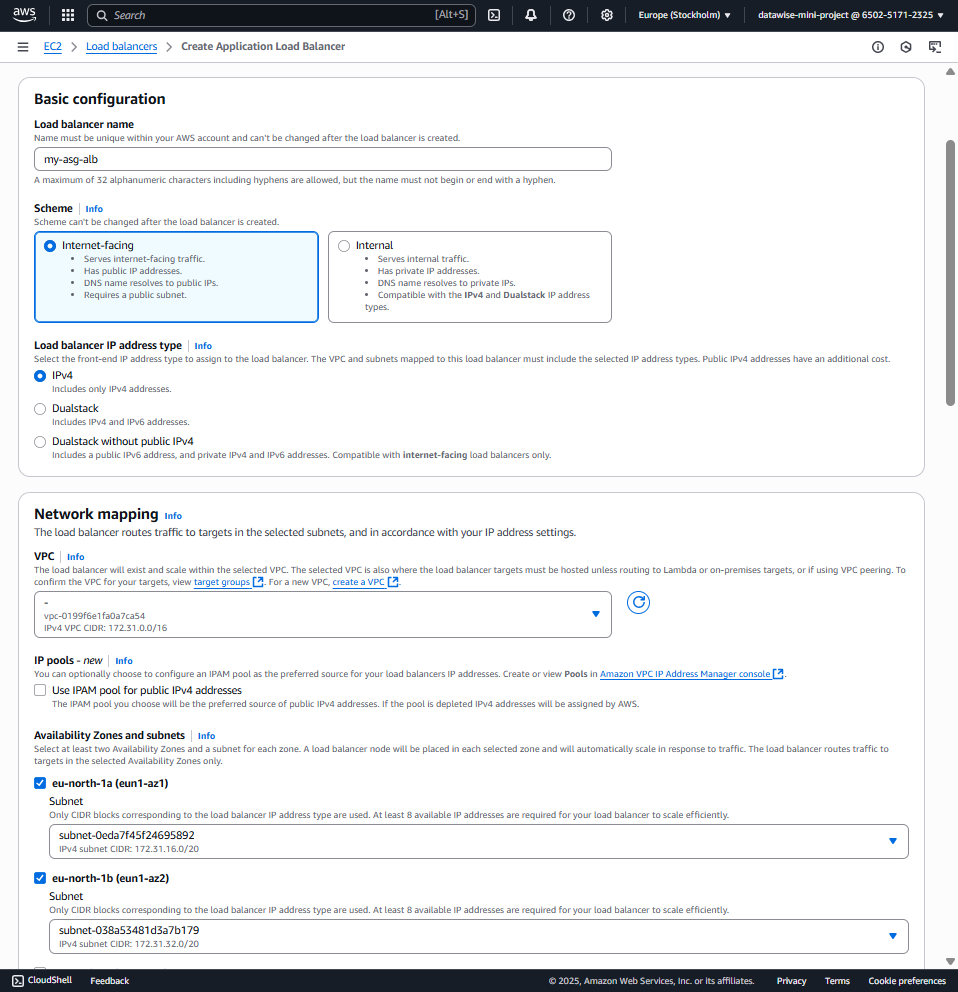 aws
Search
[Alt+S]
Europe (Stockholm)
datawise-mini-project @ 6502-5171-2325
EC2
Load balancers
Create Application Load Balancer
Basic configuration
Load balancer name
Name must be unique within your AWS account and can't be changed after the load balancer is created.
my-asg-alb
A maximum of 32 alphanumeric characters including hyphens are allowed, but the name must not begin or end with a hyphen.
Scheme Info
Scheme can't be changed after the load balancer is created.
Internet-facing
• Serves internet-facing traffic.
• Has public IP addresses.
• DNS name resolves to public IPs.
• Requires a public subnet.
Internal
• Serves internal traffic.
• Has private IP addresses.
• DNS name resolves to private IPs.
• Compatible with the IPv4 and Dualstack IP address
types.
Load balancer IP address type Info
Select the front-end IP address type to assign to the load balancer. The VPC and subnets mapped to this load balancer must include the selected IP address types. Public IPv4 addresses have an additional cost.
IPv4
Includes only IPv4 addresses.
Dualstack
Includes IPv4 and IPv6 addresses.
Dualstack without public IPv4
Includes a public IPv6 address, and private IPv4 and IPv6 addresses. Compatible with internet-facing load balancers only.
Network mapping Info
The load balancer routes traffic to targets in the selected subnets, and in accordance with your IP address settings.
VPC Info
The load balancer will exist and scale within the selected VPC. The selected VPC is also where the load balancer targets must be hosted unless routing to Lambda or on-premises targets, or if using VPC peering. To
confirm the VPC for your targets, view target groups. For a new VPC, create a VPC.
-
vpc-0199f6e1fa0a7ca54
IPv4 VPC CIDR: 172.31.0.0/16
IP pools - new Info
You can optionally choose to configure an IPAM pool as the preferred source for your load balancers IP addresses. Create or view Pools in Amazon VPC IP Address Manager console.
Use IPAM pool for public IPv4 addresses
The IPAM pool you choose will be the preferred source of public IPv4 addresses. If the pool is depleted IPv4 addresses will be assigned by AWS.
Availability Zones and subnets Info
Select at least two Availability Zones and a subnet for each zone. A load balancer node will be placed in each selected zone and will automatically scale in response to traffic. The load balancer routes traffic to
targets in the selected Availability Zones only.
eu-north-1a (eun1-az1)
Subnet
Only CIDR blocks corresponding to the load balancer IP address type are used. At least 8 available IP addresses are required for your load balancer to scale efficiently.
subnet-0eda7f45f24695892
IPv4 subnet CIDR: 172.31.16.0/20
eu-north-1b (eun1-az2)
Subnet
Only CIDR blocks corresponding to the load balancer IP address type are used. At least 8 available IP addresses are required for your load balancer to scale efficiently.
subnet-038a53481d3a7b179
IPv4 subnet CIDR: 172.31.32.0/20
CloudShell
Feedback
© 2025, Amazon Web Services, Inc. or its affiliates.
Privacy
Terms
Cookie preferences